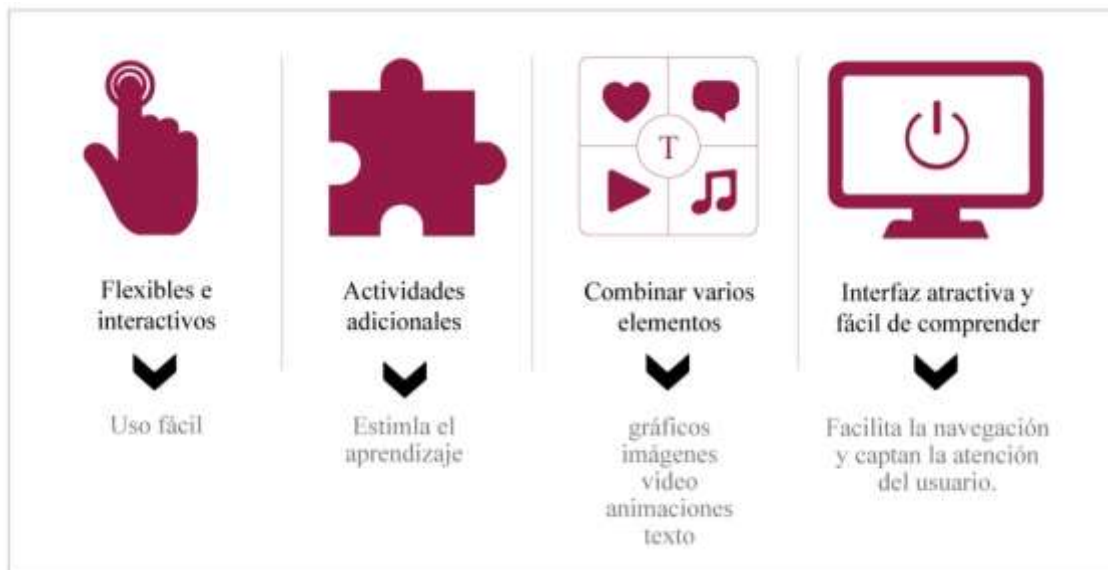 T
Flexibles e
interactivos
Uso fácil
Actividades
adicionales
Estimla el
aprendizaje
Combinar varios
elementos
gráficos
imágenes
video
animaciones
texto
Interfaz atractiva y
fácil de comprender
Facilita la navegación
y captan la atención
del usuario.